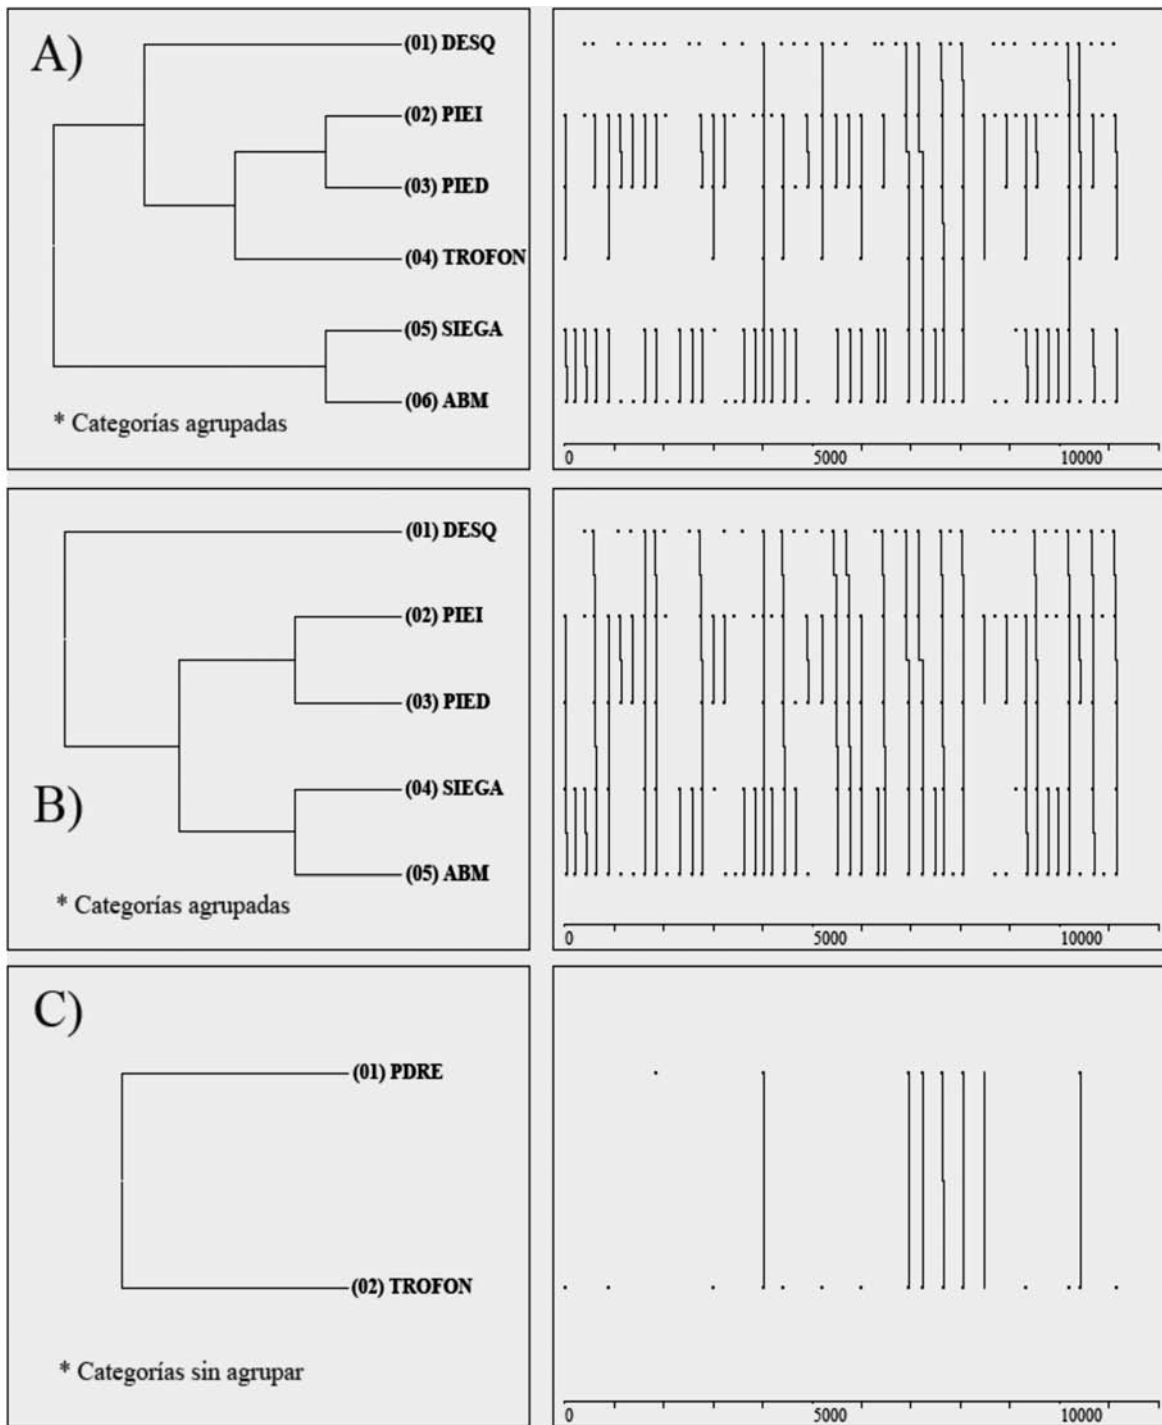 A)
(01) DESQ
(02) PIEI
(03) PIED
(04) TROFON
(05) SIEGA
(06) ABM
* Categorías agrupadas
0 5000 10000
(01) DESQ
(02) PIEI
(03) PIED
B)
(04) SIEGA
(05) ABM
* Categorías agrupadas
0 5000 10000
C)
(01) PDRE
(02) TROFON
* Categorías sin agrupar
0 5000 10000